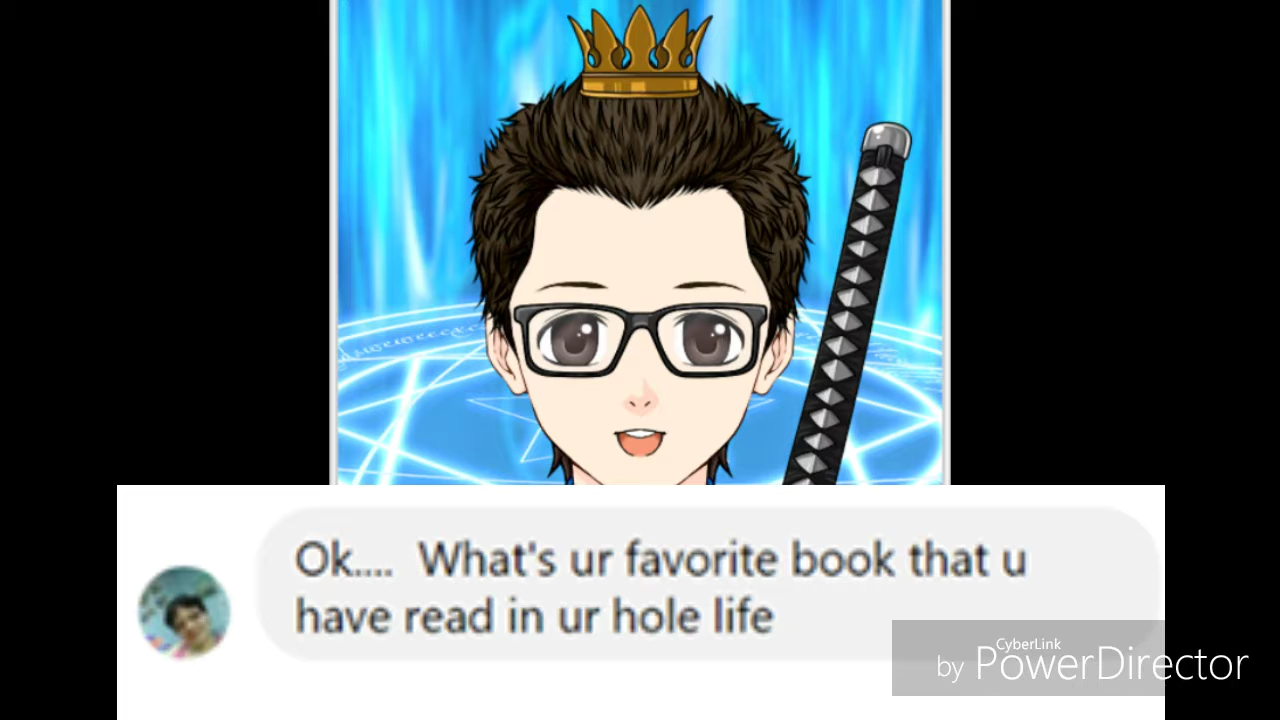 Ok....  What's ur favorite book that u
have read in ur hole life
CyberLink
by PowerDirector